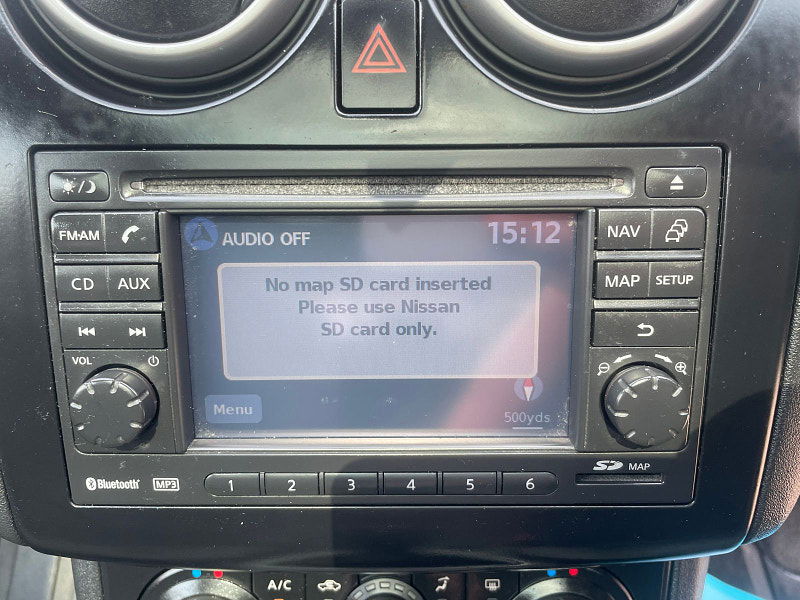 FM·AM
CD AUX
VOL
AUDIO OFF 15:12
No map SD card inserted
Please use Nissan
SD card only.
Menu
500yds
NAV
MAP SETUP
Bluetooth MP3 1 2 3 4 5 6 SD MAP
A/C